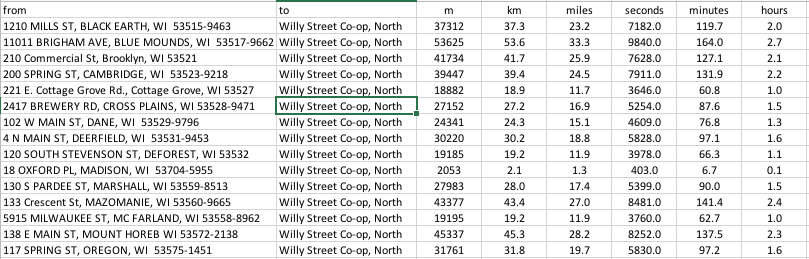 from to m km miles seconds minutes hours
1210 MILLS ST, BLACK EARTH, WI 53515-9463 Willy Street Co-op, North 37312 37.3 23.2 7182.0 119.7 2.0
11011 BRIGHAM AVE, BLUE MOUNDS, WI 53517-9662 Willy Street Co-op, North 53625 53.6 33.3 9840.0 164.0 2.7
210 Commercial St, Brooklyn, WI 53521 Willy Street Co-op, North 41734 41.7 25.9 7628.0 127.1 2.1
200 SPRING ST, CAMBRIDGE, WI 53523-9218 Willy Street Co-op, North 39447 39.4 24.5 7911.0 131.9 2.2
221 E. Cottage Grove Rd., Cottage Grove, WI 53527 Willy Street Co-op, North 18882 18.9 11.7 3646.0 60.8 1.0
2417 BREWERY RD, CROSS PLAINS, WI 53528-9471 Willy Street Co-op, North 27152 27.2 16.9 5254.0 87.6 1.5
102 W MAIN ST, DANE, WI 53529-9796 Willy Street Co-op, North 24341 24.3 15.1 4609.0 76.8 1.3
4 N MAIN ST, DEERFIELD, WI 53531-9453 Willy Street Co-op, North 30220 30.2 18.8 5828.0 97.1 1.6
120 SOUTH STEVENSON ST, DEFOREST, WI 53532 Willy Street Co-op, North 19185 19.2 11.9 3978.0 66.3 1.1
18 OXFORD PL, MADISON, WI 53704-5955 Willy Street Co-op, North 2053 2.1 1.3 403.0 6.7 0.1
130 S PARDEE ST, MARSHALL, WI 53559-8513 Willy Street Co-op, North 27983 28.0 17.4 5399.0 90.0 1.5
133 Crescent St, MAZOMANIE, WI 53560-9665 Willy Street Co-op, North 43377 43.4 27.0 8481.0 141.4 2.4
5915 MILWAUKEE ST, MC FARLAND, WI 53558-8962 Willy Street Co-op, North 19195 19.2 11.9 3760.0 62.7 1.0
138 E MAIN ST, MOUNT HOREB WI 53572-2138 Willy Street Co-op, North 45337 45.3 28.2 8252.0 137.5 2.3
117 SPRING ST, OREGON, WI 53575-1451 Willy Street Co-op, North 31761 31.8 19.7 5830.0 97.2 1.6